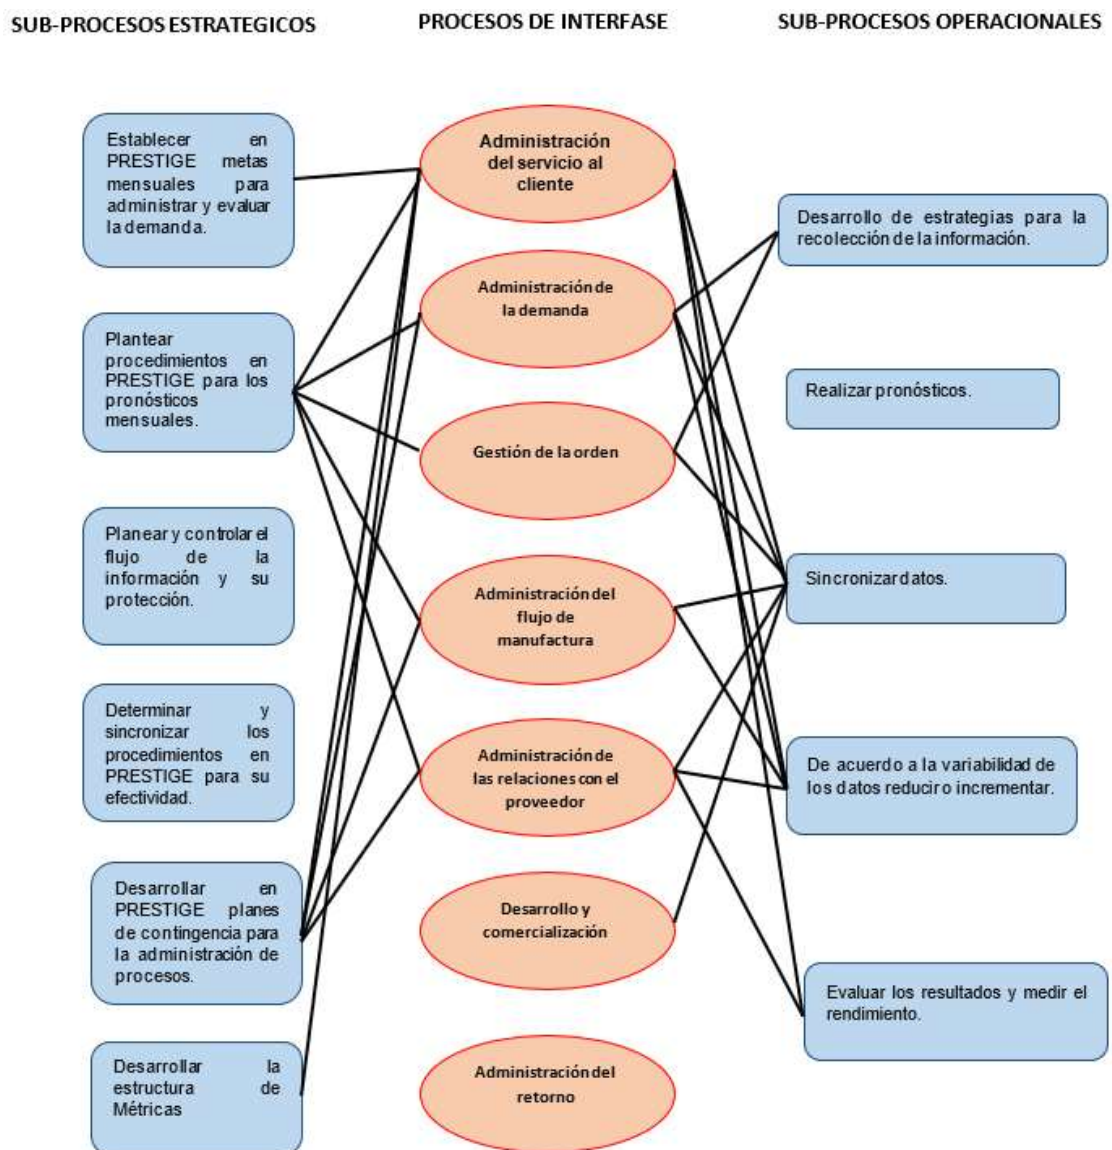 SUB-PROCESOS ESTRATEGICOS
PROCESOS DE INTERFASE
SUB-PROCESOS OPERACIONALES
Establecer en
PRESTIGE metas
mensuales para
administrar y evaluar
la demanda.
Plantear
procedimientos en
PRESTIGE para los
pronósticos
mensuales.
Planear y controlar el
flujo de la
información y su
protección.
Determinar y
sincronizar los
procedimientos en
PRESTIGE para su
efectividad.
Desarrollar en
PRESTIGE planes
de contingencia para
la administración de
procesos.
Desarrollar la
estructura de
Métricas
Administración
del servicio al
cliente
Administración de
la demanda
Gestión de la orden
Administración del
flujo de
manufactura
Administración de
las relaciones con el
proveedor
Desarrollo y
comercialización
Administración del
retorno
Desarrollo de estrategias para la
recolección de la información.
Realizar pronósticos.
Sincronizar datos.
De acuerdo a la variabilidad de
los datos reducir o incrementar.
Evaluar los resultados y medir el
rendimiento.